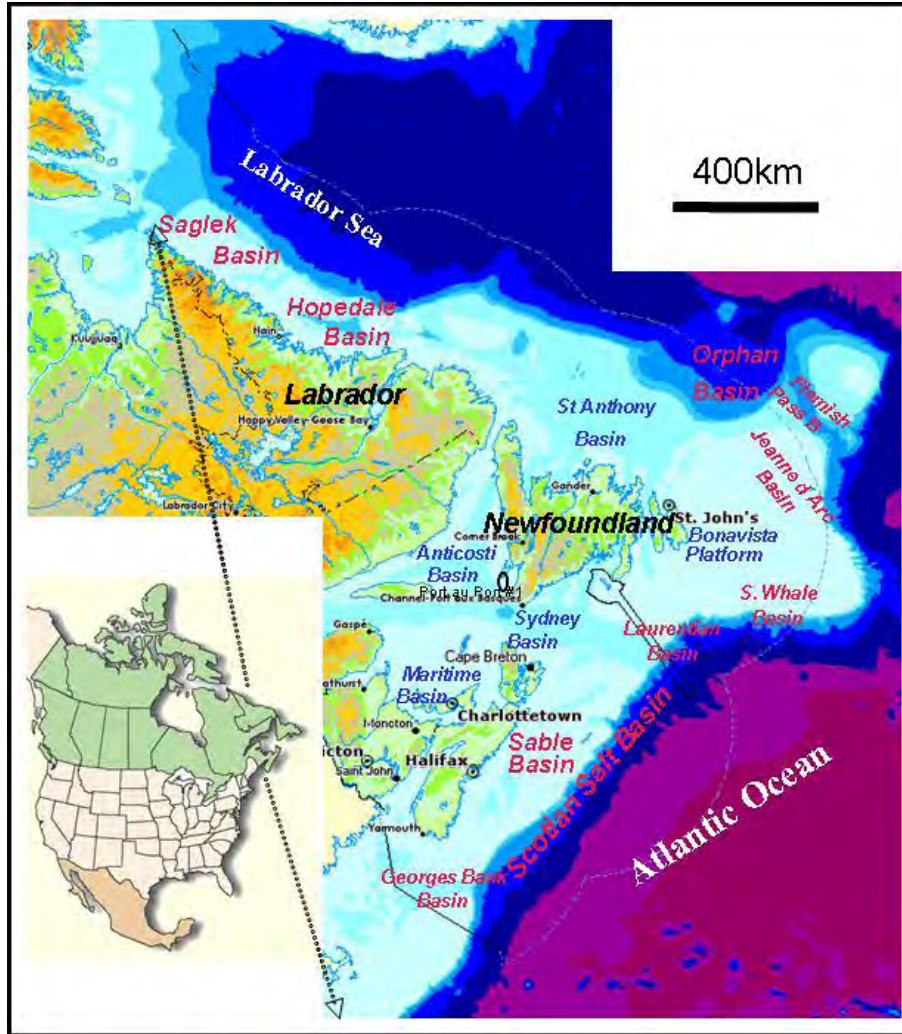 400km
Labrador Sea
Saglek
Basin
Hopedale
Basin
Kuujjuaq
Nain
Labrador
Happy Valley-Goose Bay
Labrador City
Orphan
Basin
Flemish
Pass B.
Jeanne d'Arc
Basin
St Anthony
Basin
Gander
Newfoundland
St. John's
Corner Brook
Bonavista
Platform
Anticosti
Basin
Port au Port #1
Channel-Port aux Basques
S. Whale
Basin
Laurentian
Basin
Sydney
Basin
Gaspé
Cape Breton
Maritime
Basin
athurst
Charlottetown
Moncton
icton
Sable
Basin
Halifax
Saint John
Yarmouth
Scotian Salt Basin
Atlantic Ocean
Georges Bank
Basin